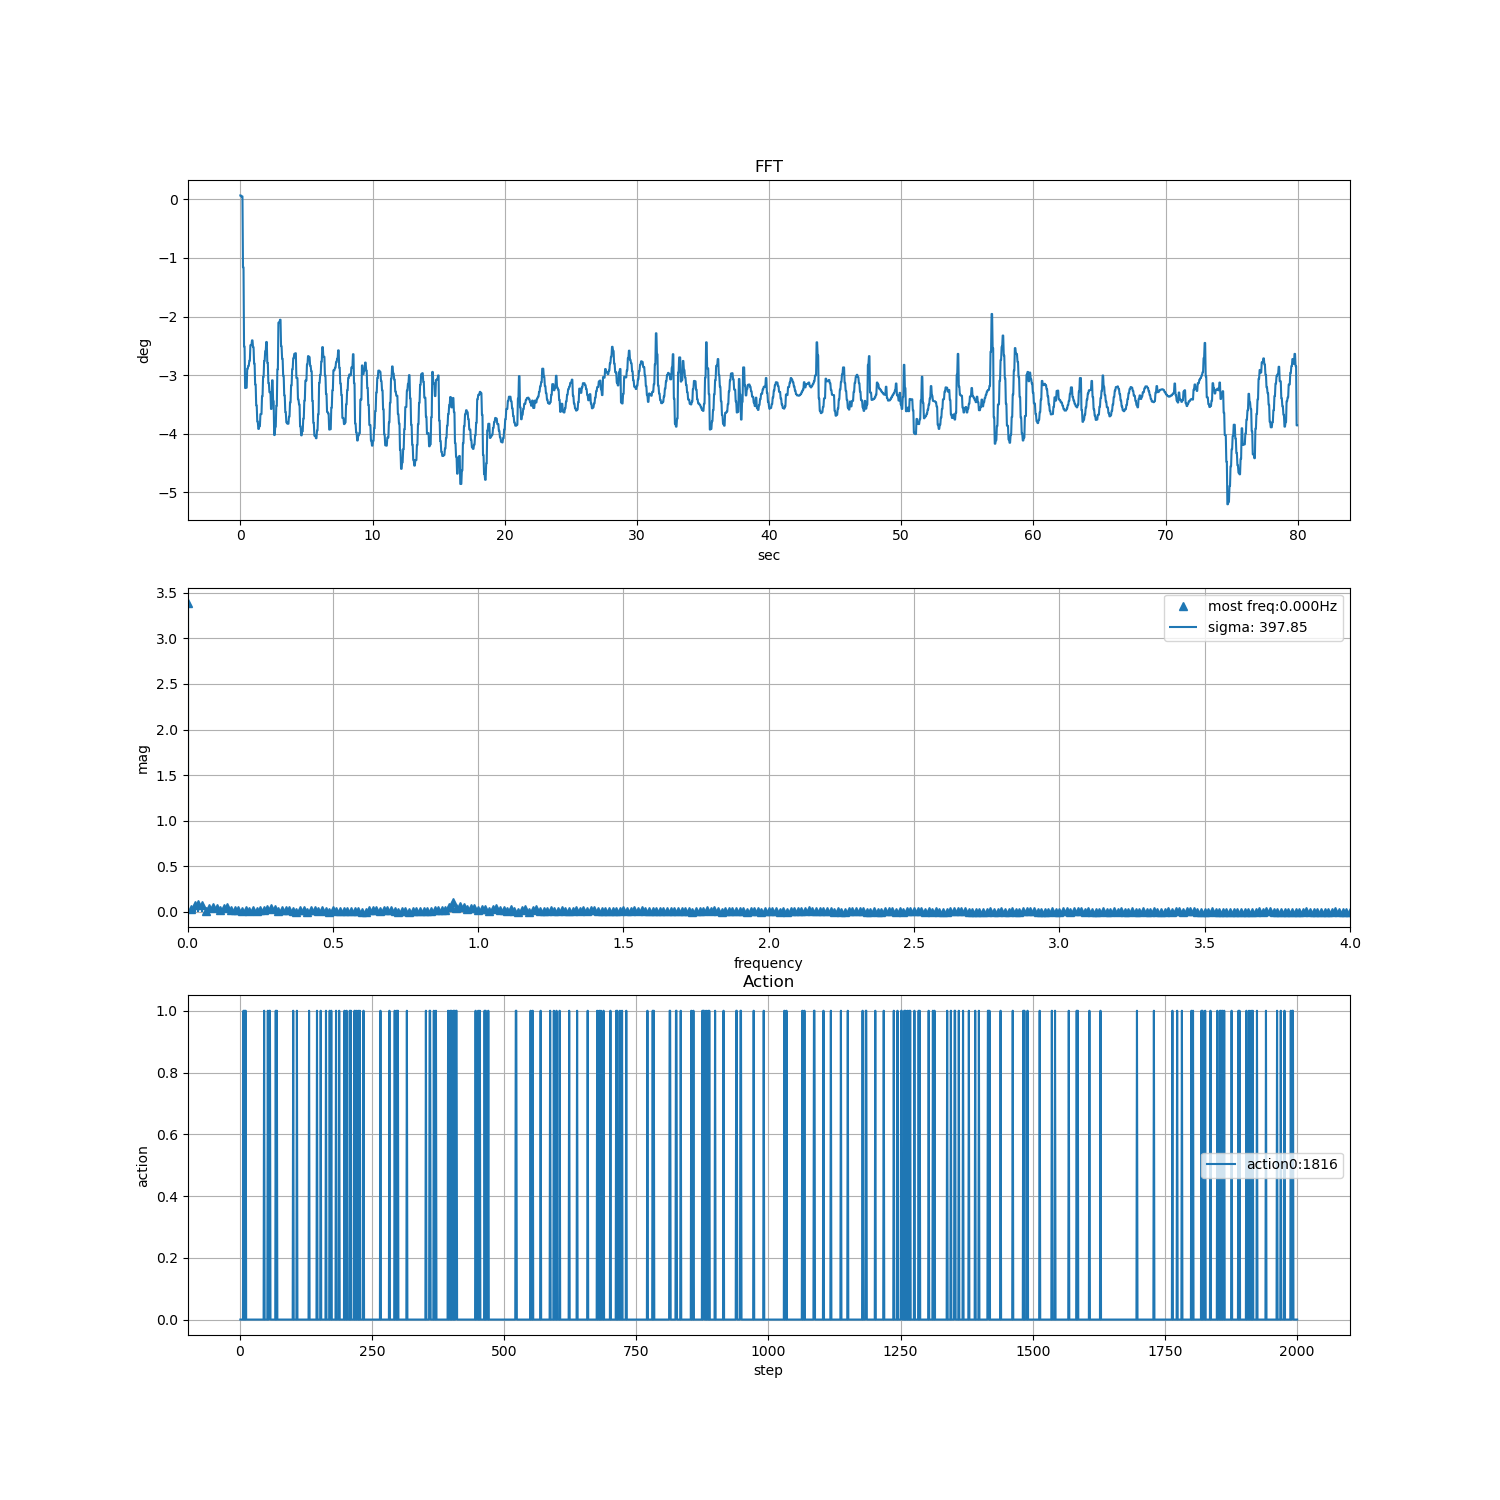 FFT
0
−1
−2
−3
−4
−5
deg
0 10 20 30 40 50 60 70 80
sec
3.5
3.0
2.5
2.0
1.5
1.0
0.5
0.0
mag
most freq:0.000Hz
sigma: 397.85
0.0 0.5 1.0 1.5 2.0 2.5 3.0 3.5 4.0
frequency
Action
1.0
0.8
0.6
0.4
0.2
0.0
action
action0:1816
0 250 500 750 1000 1250 1500 1750 2000
step